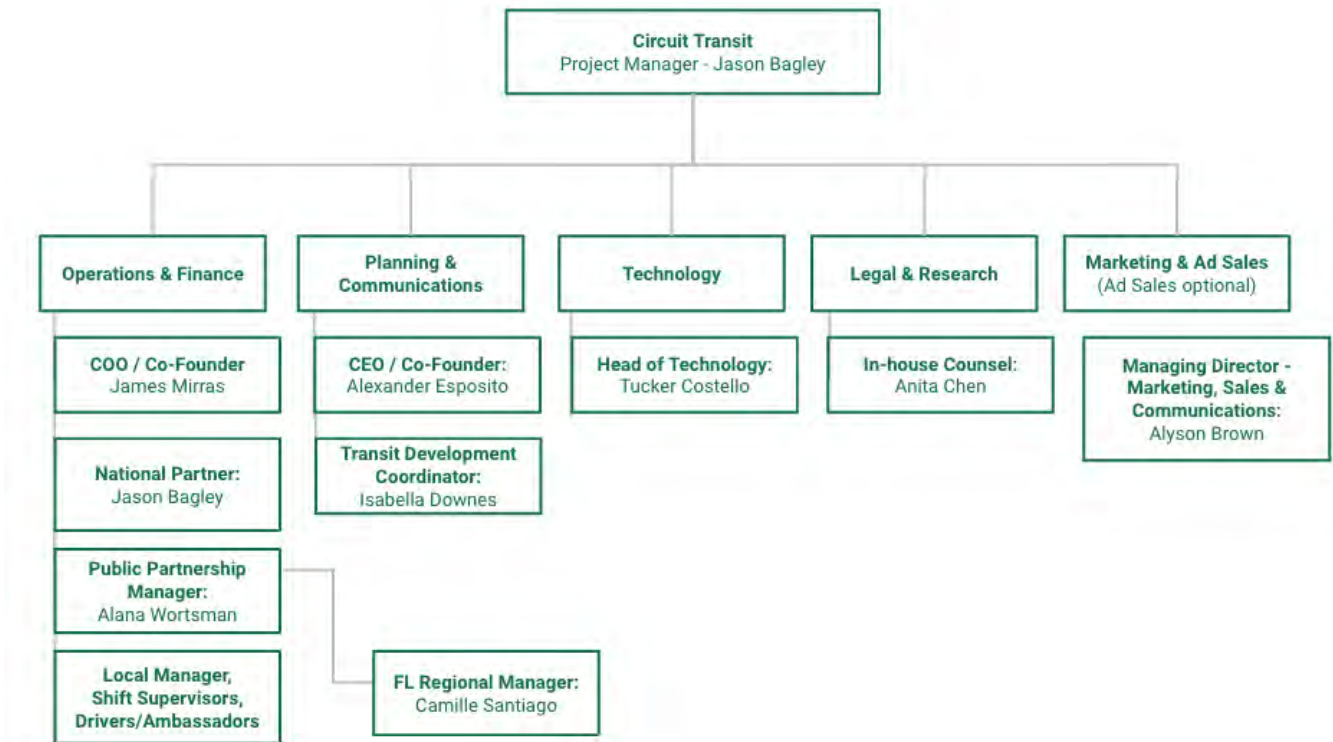 Circuit Transit
Project Manager - Jason Bagley
Operations & Finance
Planning &
Communications
Technology
Legal & Research
Marketing & Ad Sales
(Ad Sales optional)
COO / Co-Founder
James Mirras
CEO / Co-Founder:
Alexander Esposito
Head of Technology:
Tucker Costello
In-house Counsel:
Anita Chen
Managing Director -
Marketing, Sales &
Communications:
Alyson Brown
National Partner:
Jason Bagley
Transit Development
Coordinator:
Isabella Downes
Public Partnership
Manager:
Alana Wortsman
Local Manager,
Shift Supervisors,
Drivers/Ambassadors
FL Regional Manager:
Camille Santiago